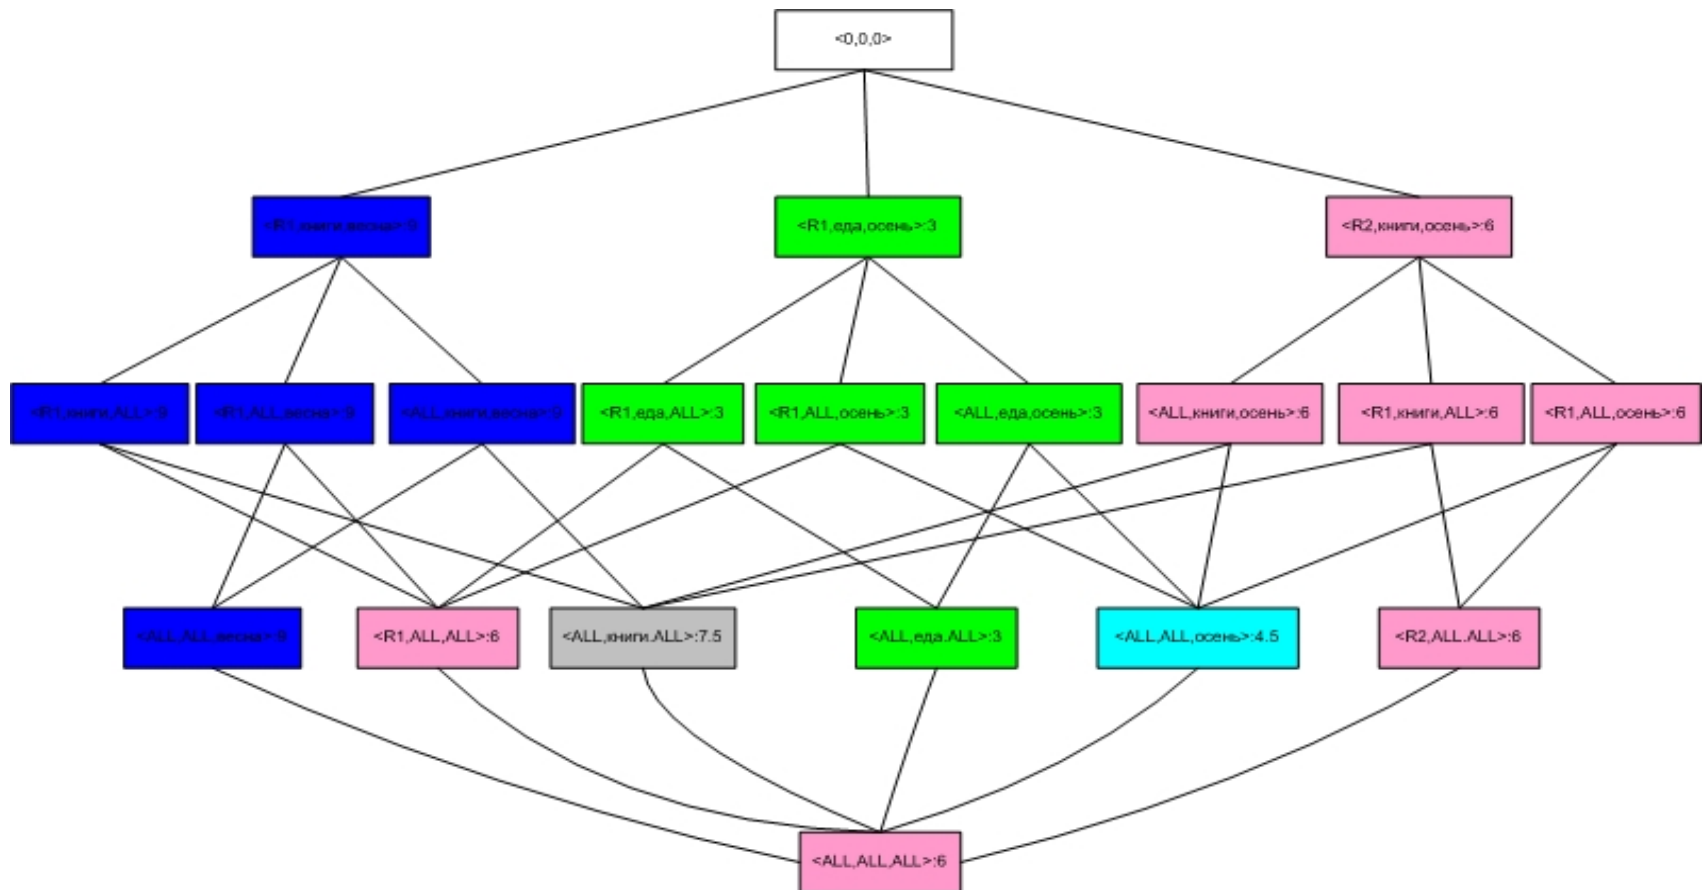 <0,0,0>
<R1,книги,весна>:9
<R1,еда,осень>:3
<R2,книги,осень>:6
<R1,книги,ALL>:9
<R1,ALL,весна>:9
<ALL,книги,весна>:9
<R1,еда,ALL>:3
<R1,ALL,осень>:3
<ALL,еда,осень>:3
<ALL,книги,осень>:6
<R1,книги,ALL>:6
<R1,ALL,осень>:6
<ALL,ALL,весна>:9
<R1,ALL,ALL>:6
<ALL,книги.ALL>:7.5
<ALL,еда.ALL>:3
<ALL,ALL,осень>:4.5
<R2,ALL.ALL>:6
<ALL,ALL,ALL>:6